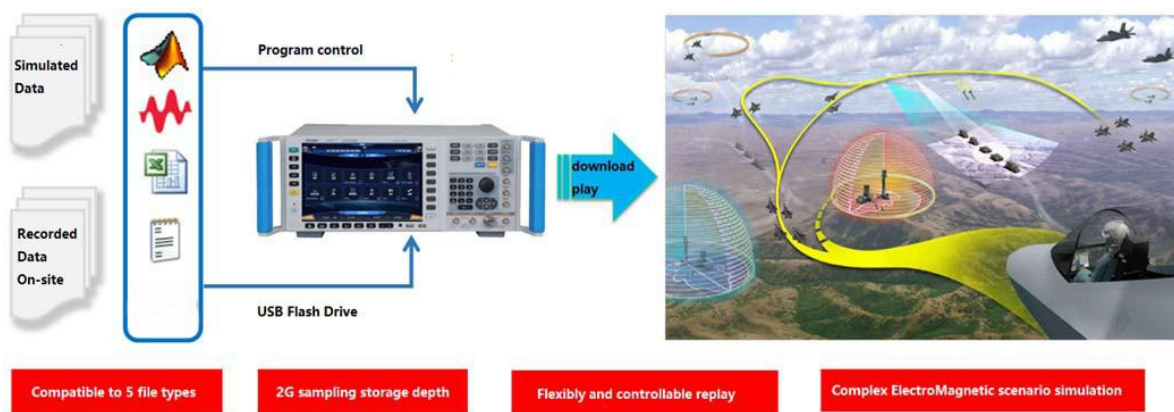 Simulated
Data
Recorded
Data
On-site
Program control
USB Flash Drive
download
play
Compatible to 5 file types
2G sampling storage depth
Flexibly and controllable replay
Complex ElectroMagnetic scenario simulation